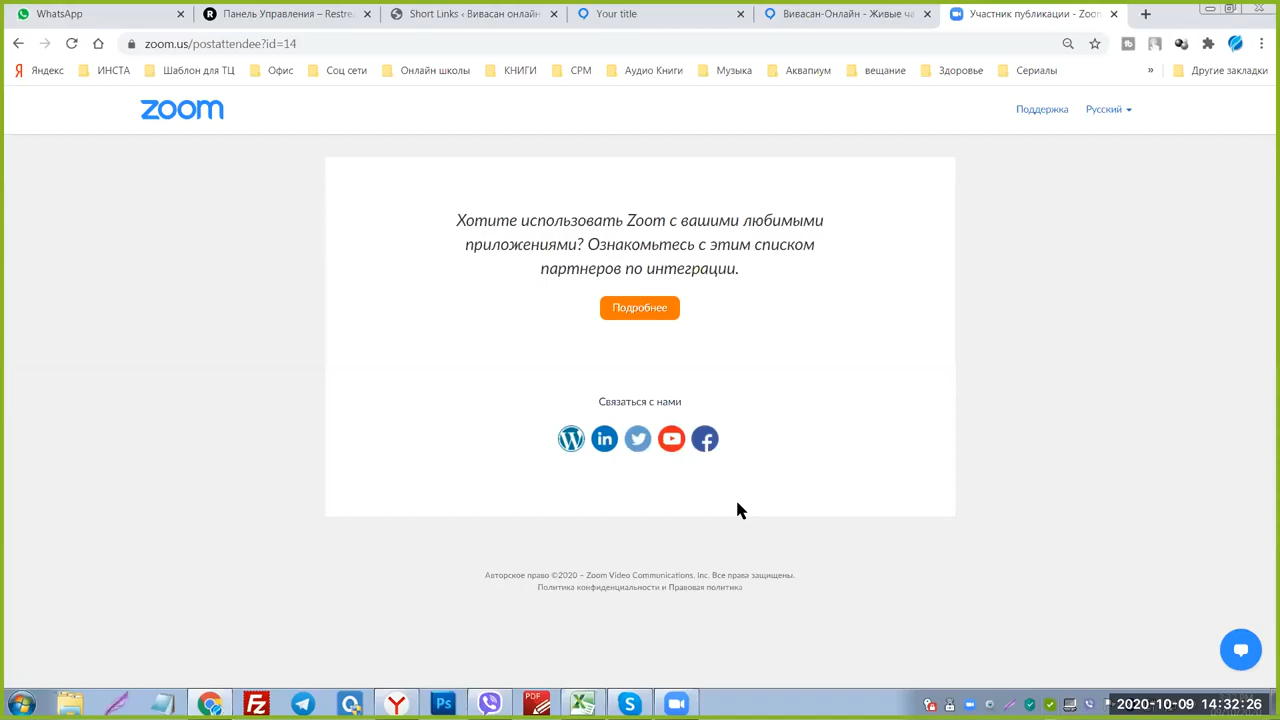 WhatsApp
Панель Управления – Restre
Short Links ‹ Вивасан онлайн
Your title
Вивасан-Онлайн - Живые ча
Участник публикации - Zoom
zoom.us/postattendee?id=14
Яндекс
ИНСТА
Шаблон для ТЦ
Офис
Соц сети
Онлайн школы
КНИГИ
СРМ
Аудио Книги
Музыка
Аквапиум
вещание
Здоровье
Сериалы
»
Другие закладки
zoom
Поддержка
Русский
Хотите использовать Zoom с вашими любимыми
приложениями? Ознакомьтесь с этим списком
партнеров по интеграции.
Подробнее
Связаться с нами
Авторское право ©2020 – Zoom Video Communications, Inc. Все права защищены.
Политика конфиденциальности и Правовая политика
2020-10-09 14:32:26